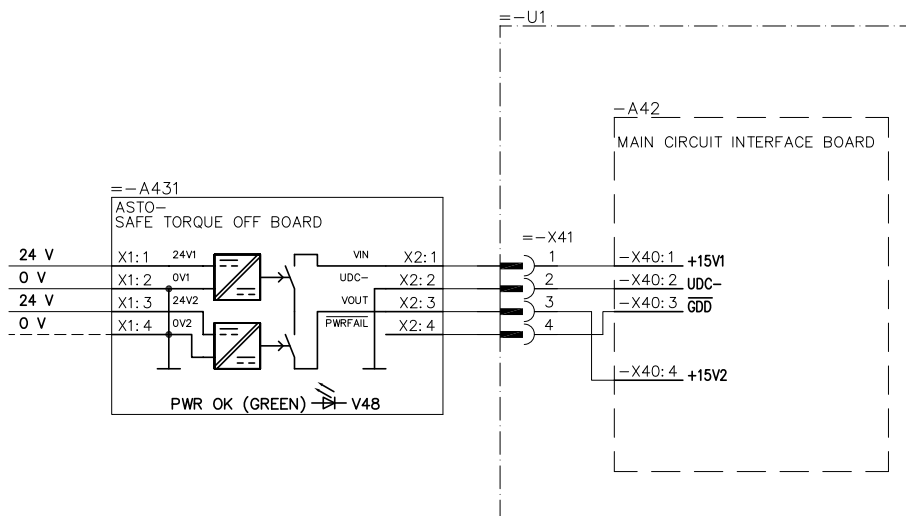 =-U1
-A42
MAIN CIRCUIT INTERFACE BOARD
=-A431
ASTO-
SAFE TORQUE OFF BOARD
=-X41
24 V X1:1 24V1 VIN X2:1 1 -X40:1 +15V1
0 V X1:2 0V1 UDC- X2:2 2 -X40:2 UDC-
24 V X1:3 24V2 VOUT X2:3 3 -X40:3 G̅D̅D̅
0 V X1:4 0V2 P̅W̅R̅F̅A̅I̅L̅ X2:4 4
-X40:4 +15V2
PWR OK (GREEN) V48